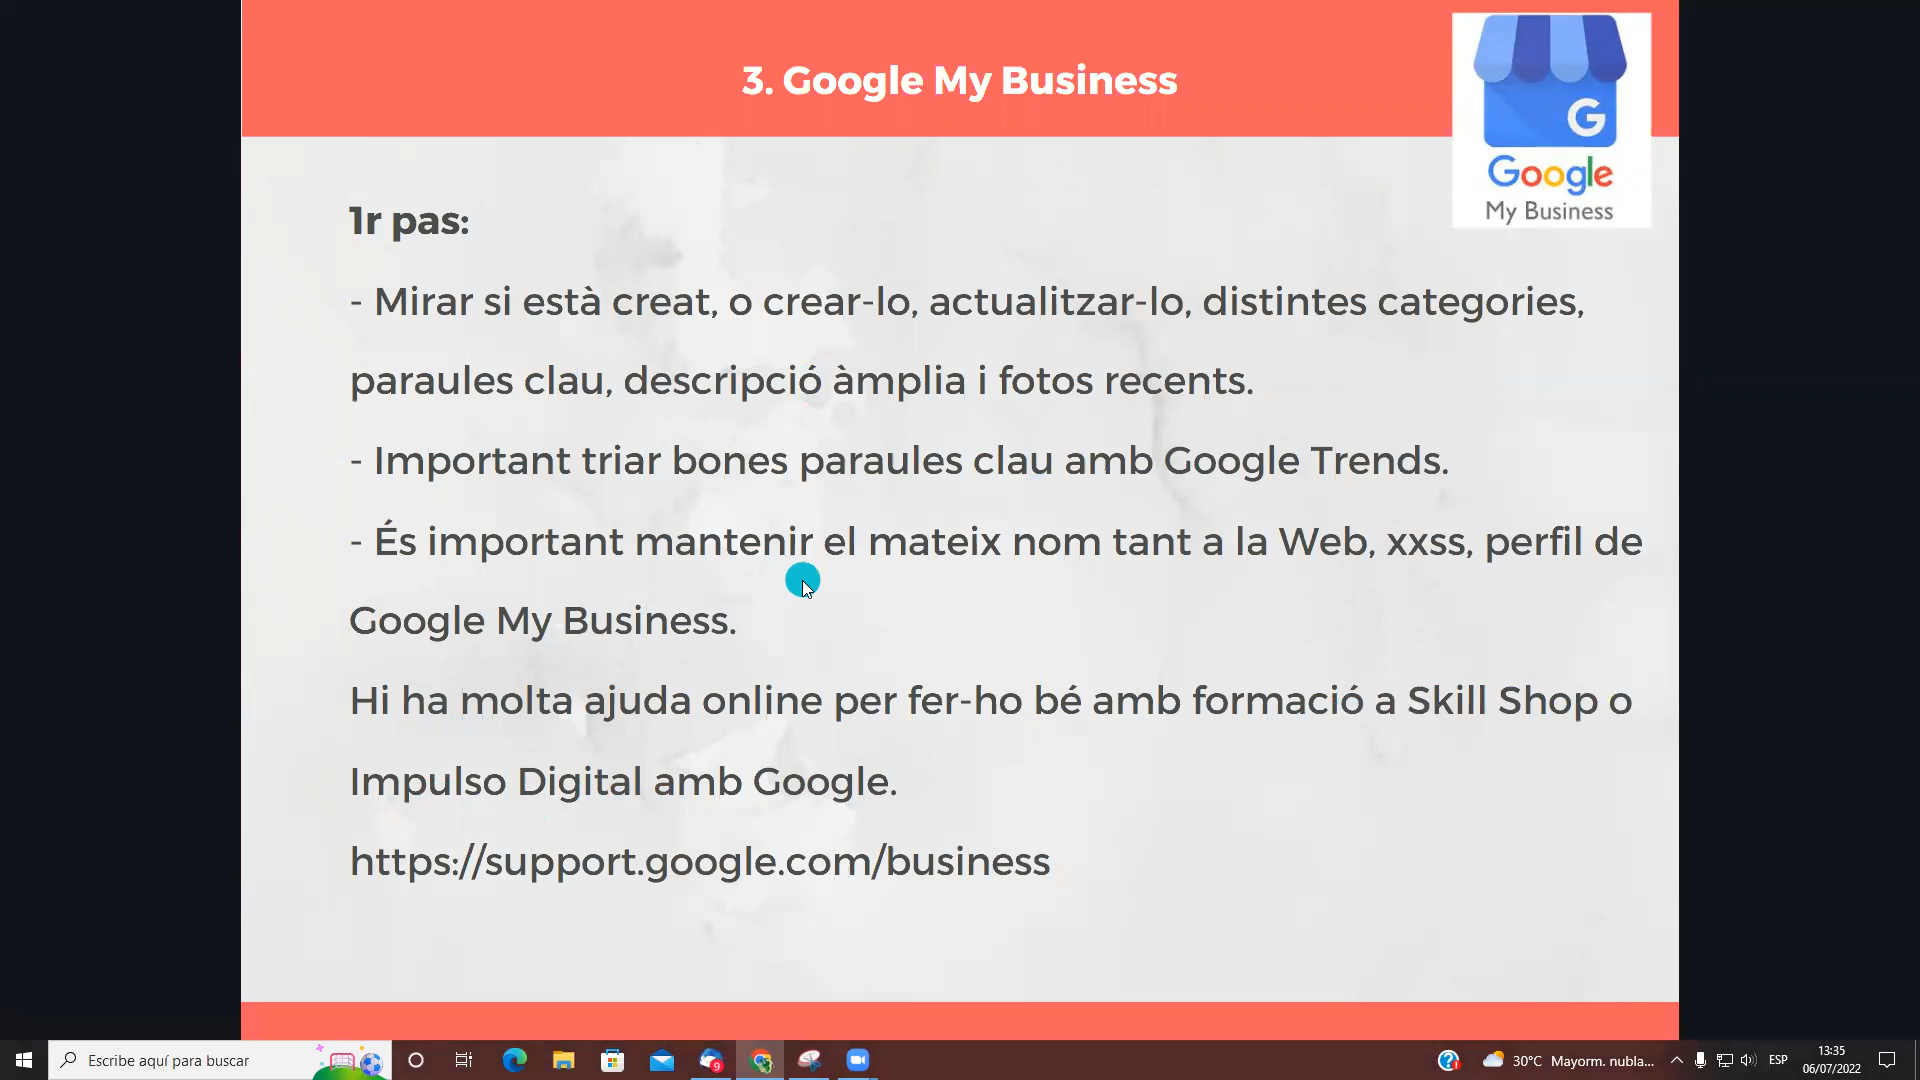 3. Google My Business
G
Google
My Business
1r pas:
- Mirar si està creat, o crear-lo, actualitzar-lo, distintes categories,
paraules clau, descripció àmplia i fotos recents.
- Important triar bones paraules clau amb Google Trends.
- És important mantenir el mateix nom tant a la Web, xxss, perfil de
Google My Business.
Hi ha molta ajuda online per fer-ho bé amb formació a Skill Shop o
Impulso Digital amb Google.
https://support.google.com/business
Escribe aquí para buscar
9
30°C Mayorm. nubla...
ESP
13:35
06/07/2022